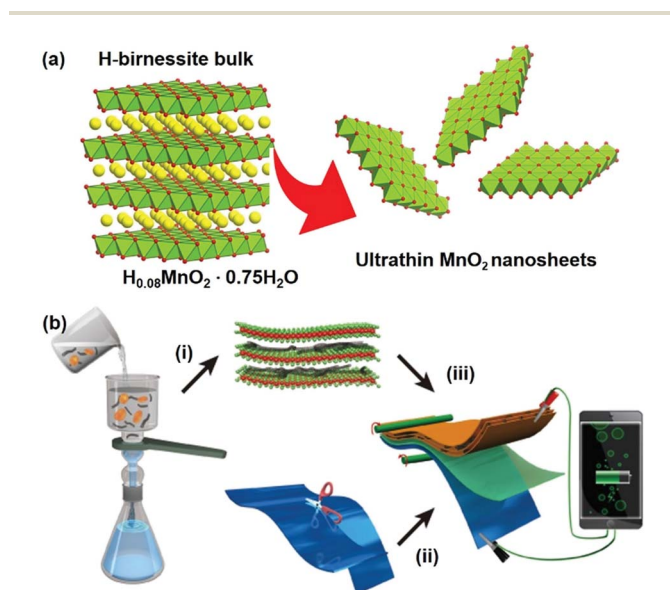 (a)
H-birnessite bulk
H₀.₀₈MnO₂ · 0.75H₂O
Ultrathin MnO₂ nanosheets
(b)
(i)
(iii)
(ii)